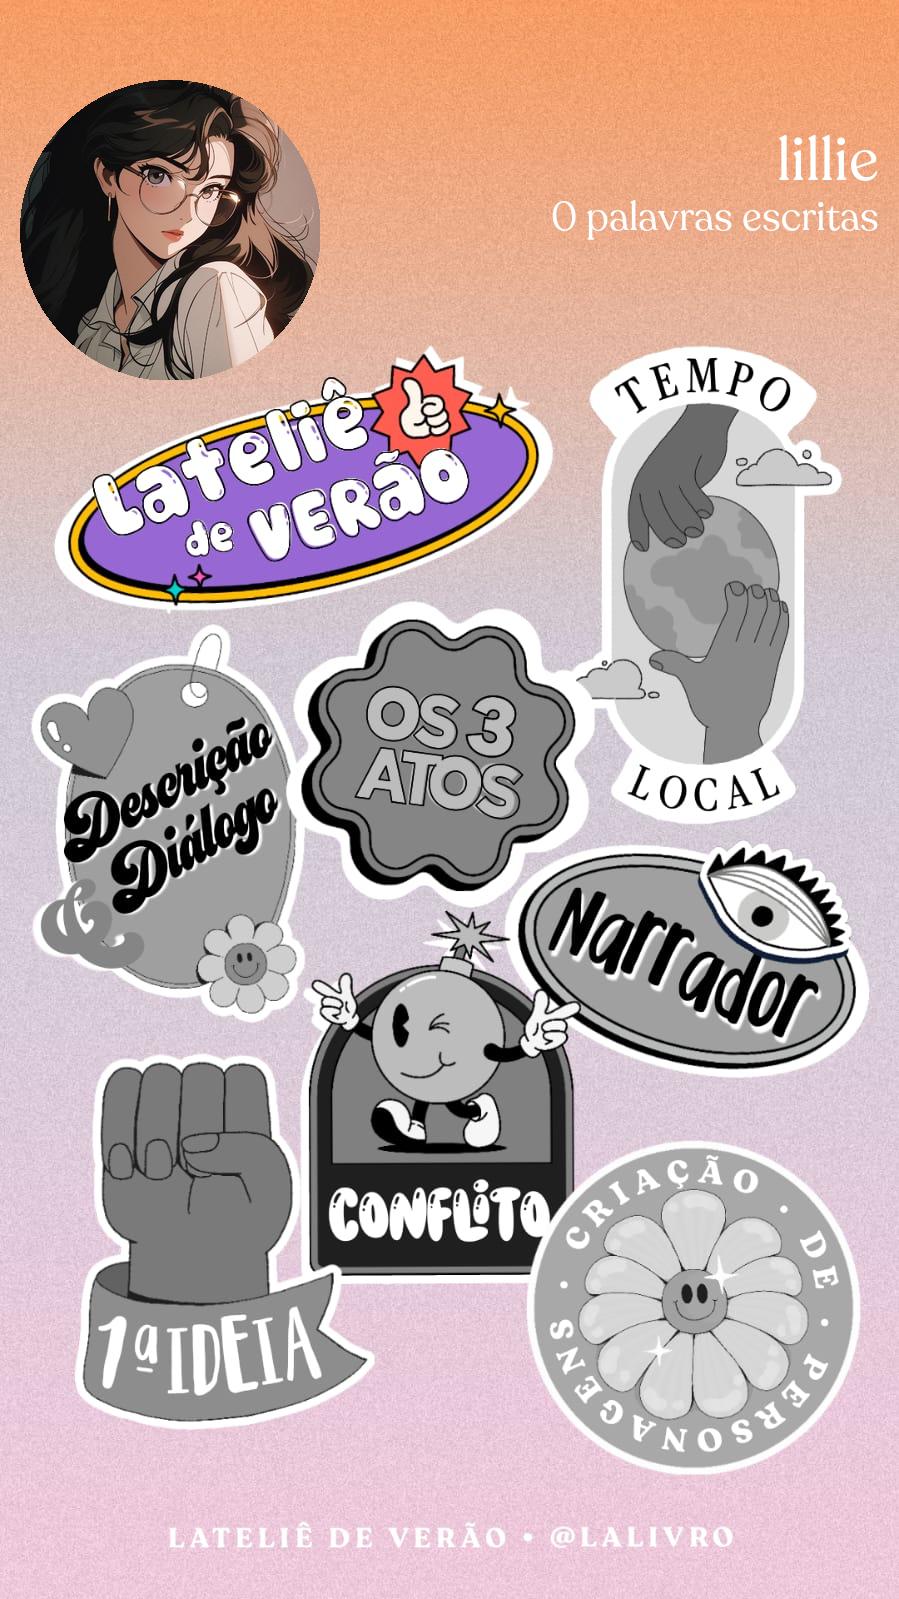 lillie
0 palavras escritas
Lateliê
de VERÃO
TEMPO
LOCAL
OS 3
ATOS
Descrição
Diálogo
&
Narrador
CONFLITO
1ª IDEIA
CRIAÇÃO • DE • PERSONAGENS •
LATELIÊ DE VERÃO • @LALIVRO